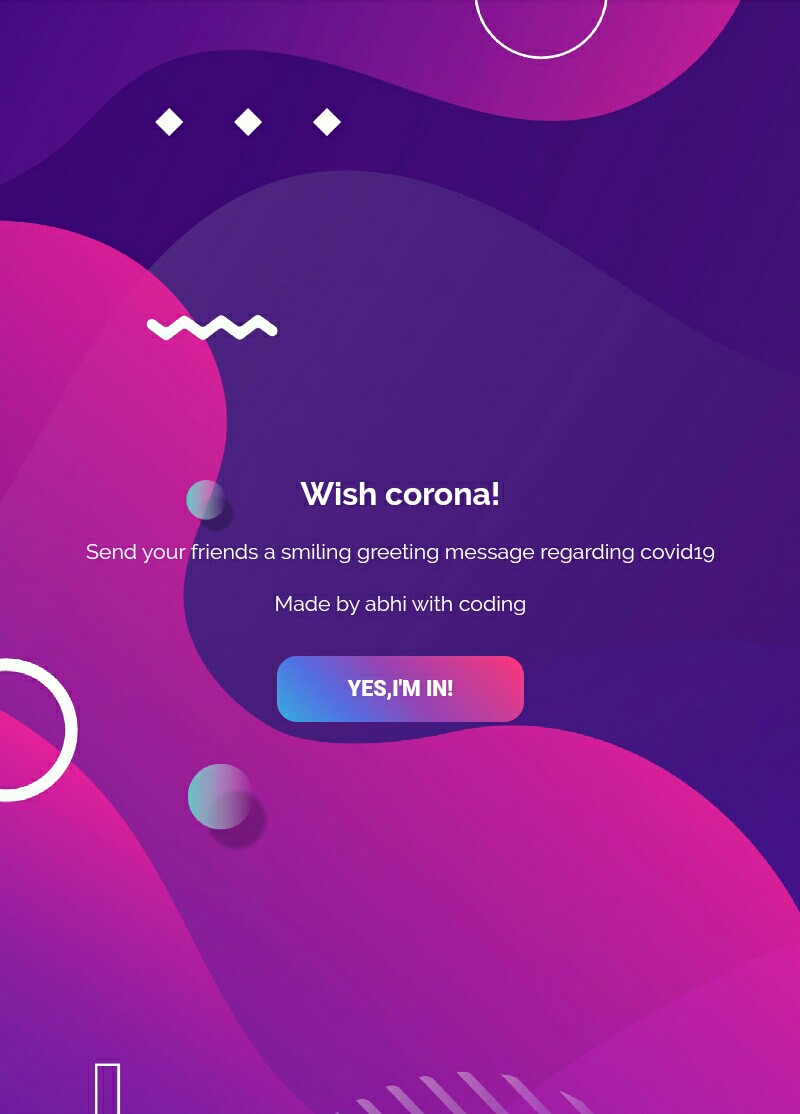 Wish corona!
Send your friends a smiling greeting message regarding covid19
Made by abhi with coding
YES,I'M IN!